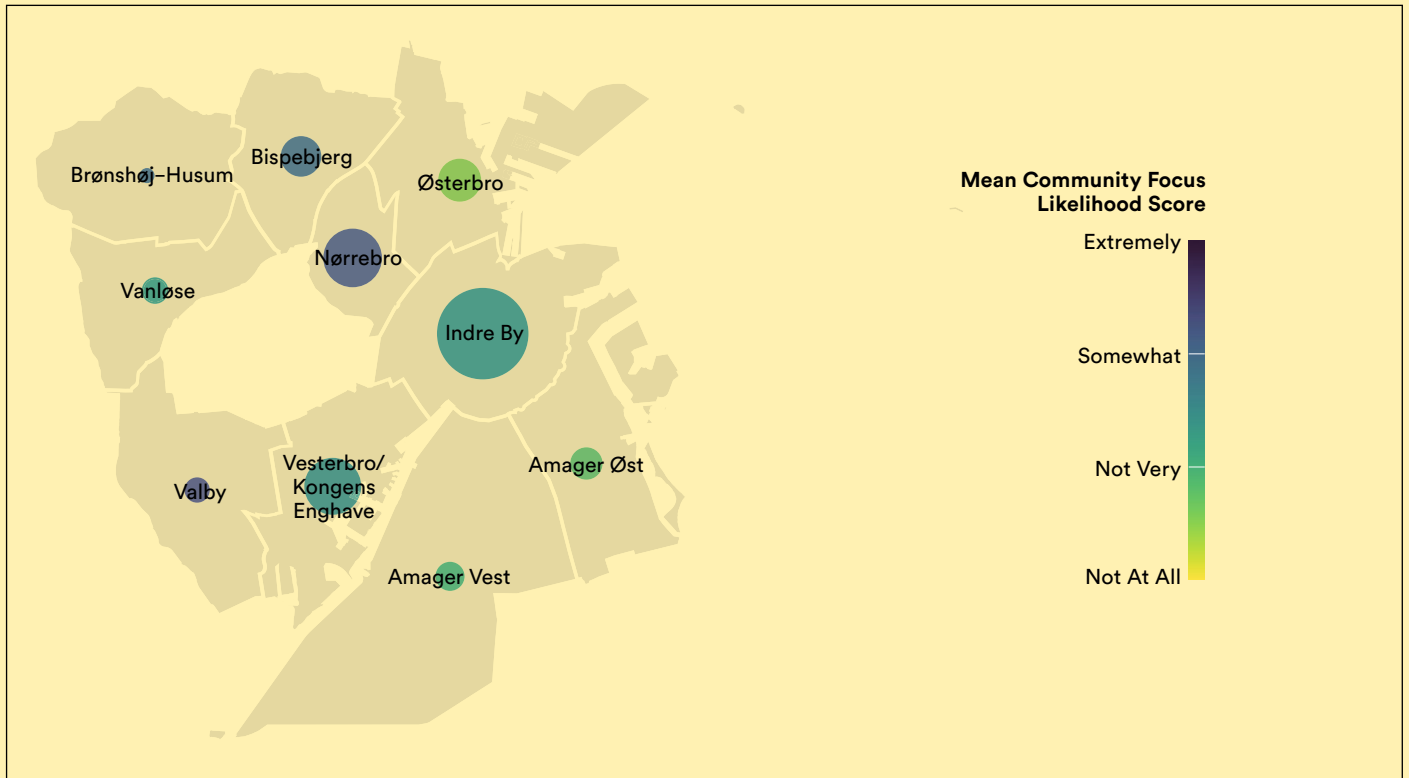 Bispebjerg
Brønshøj–Husum
Østerbro
Nørrebro
Vanløse
Indre By
Vesterbro/
Kongens
Enghave
Amager Øst
Valby
Amager Vest
Mean Community Focus
Likelihood Score
Extremely
Somewhat
Not Very
Not At All